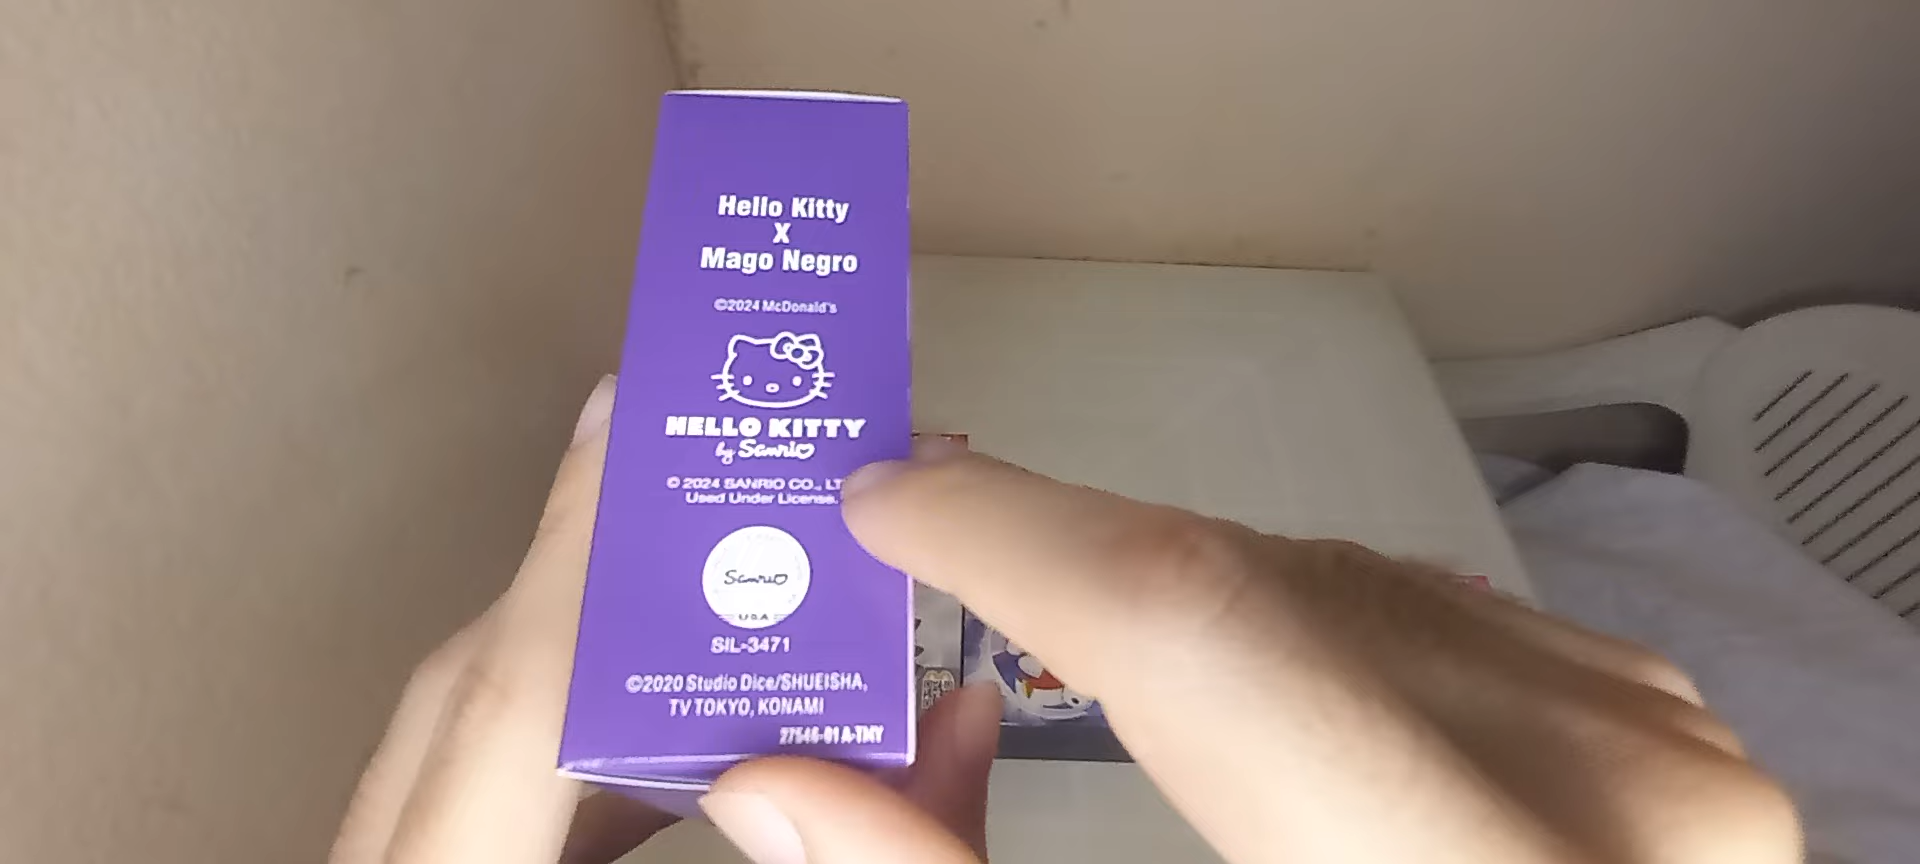 Hello Kitty
X
Mago Negro
©2024 McDonald's
HELLO KITTY
by Sanrio
© 2024 SANRIO CO., LT
Used Under License.
Sanrio
USA
SIL-3471
©2020 Studio Dice/SHUEISHA,
TV TOKYO, KONAMI
27546-01 A-TMY